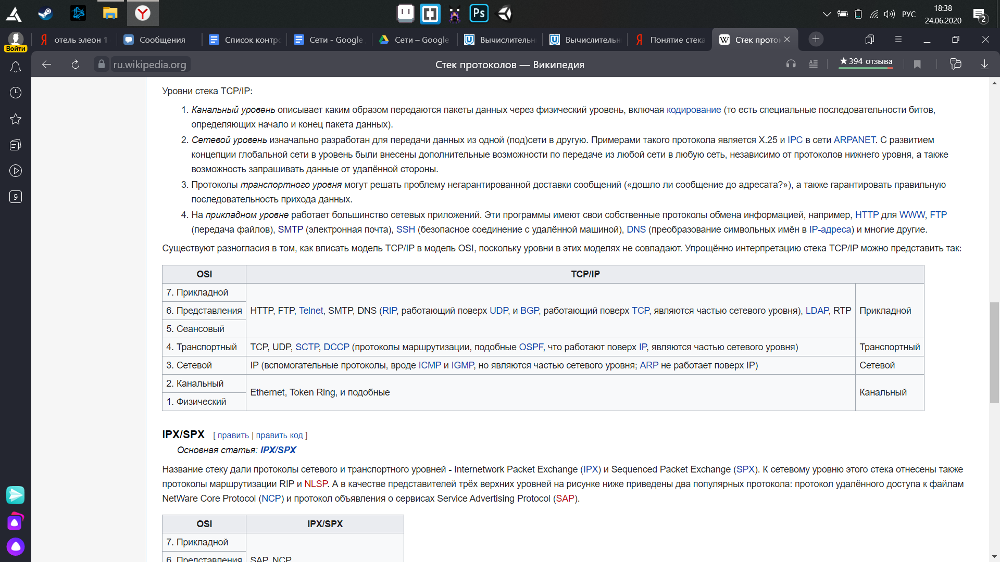 Ps
РУС
18:38
24.06.2020
2
Войти
отель элеон 1
Сообщения
Список контр
Сети - Google
Сети – Google
Вычислительн
Вычислительн
Понятие стека
Стек прото
ru.wikipedia.org
Стек протоколов — Википедия
★394 отзыва
9
Уровни стека TCP/IP:
1. Канальный уровень описывает каким образом передаются пакеты данных через физический уровень, включая кодирование (то есть специальные последовательности битов,
определяющих начало и конец пакета данных).
2. Сетевой уровень изначально разработан для передачи данных из одной (под)сети в другую. Примерами такого протокола является X.25 и IPC в сети ARPANET. С развитием
концепции глобальной сети в уровень были внесены дополнительные возможности по передаче из любой сети в любую сеть, независимо от протоколов нижнего уровня, а также
возможность запрашивать данные от удалённой стороны.
3. Протоколы транспортного уровня могут решать проблему негарантированной доставки сообщений («дошло ли сообщение до адресата?»), а также гарантировать правильную
последовательность прихода данных.
4. На прикладном уровне работает большинство сетевых приложений. Эти программы имеют свои собственные протоколы обмена информацией, например, HTTP для WWW, FTP
(передача файлов), SMTP (электронная почта), SSH (безопасное соединение с удалённой машиной), DNS (преобразование символьных имён в IP-адреса) и многие другие.
Существуют разногласия в том, как вписать модель TCP/IP в модель OSI, поскольку уровни в этих моделях не совпадают. Упрощённо интерпретацию стека TCP/IP можно представить так:
OSI TCP/IP
7. Прикладной
6. Представления HTTP, FTP, Telnet, SMTP, DNS (RIP, работающий поверх UDP, и BGP, работающий поверх TCP, являются частью сетевого уровня), LDAP, RTP Прикладной
5. Сеансовый
4. Транспортный TCP, UDP, SCTP, DCCP (протоколы маршрутизации, подобные OSPF, что работают поверх IP, являются частью сетевого уровня) Транспортный
3. Сетевой IP (вспомогательные протоколы, вроде ICMP и IGMP, но являются частью сетевого уровня; ARP не работает поверх IP) Сетевой
2. Канальный
Ethernet, Token Ring, и подобные Канальный
1. Физический
IPX/SPX [ править | править код ]
Основная статья: IPX/SPX
Название стеку дали протоколы сетевого и транспортного уровней - Internetwork Packet Exchange (IPX) и Sequenced Packet Exchange (SPX). К сетевому уровню этого стека отнесены также
протоколы маршрутизации RIP и NLSP. А в качестве представителей трёх верхних уровней на рисунке ниже приведены два популярных протокола: протокол удалённого доступа к файлам
NetWare Core Protocol (NCP) и протокол объявления о сервисах Service Advertising Protocol (SAP).
OSI IPX/SPX
7. Прикладной
6. Представления SAP, NCP